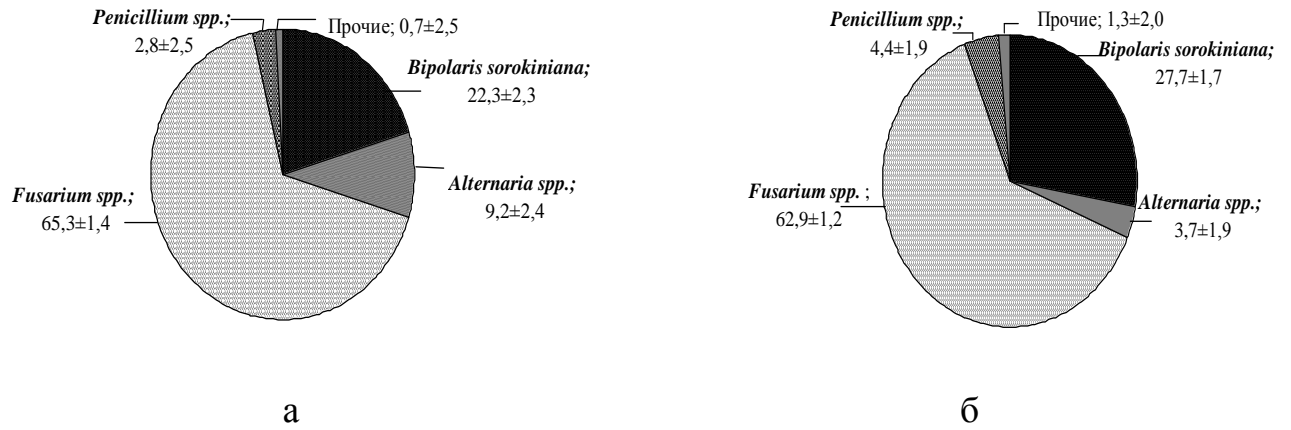 Penicillium spp.;
2,8±2,5
Прочие; 0,7±2,5
Bipolaris sorokiniana;
22,3±2,3
Alternaria spp.;
9,2±2,4
Fusarium spp.;
65,3±1,4
а
Penicillium spp.;
4,4±1,9
Прочие; 1,3±2,0
Bipolaris sorokiniana;
27,7±1,7
Alternaria spp.;
3,7±1,9
Fusarium spp. ;
62,9±1,2
б